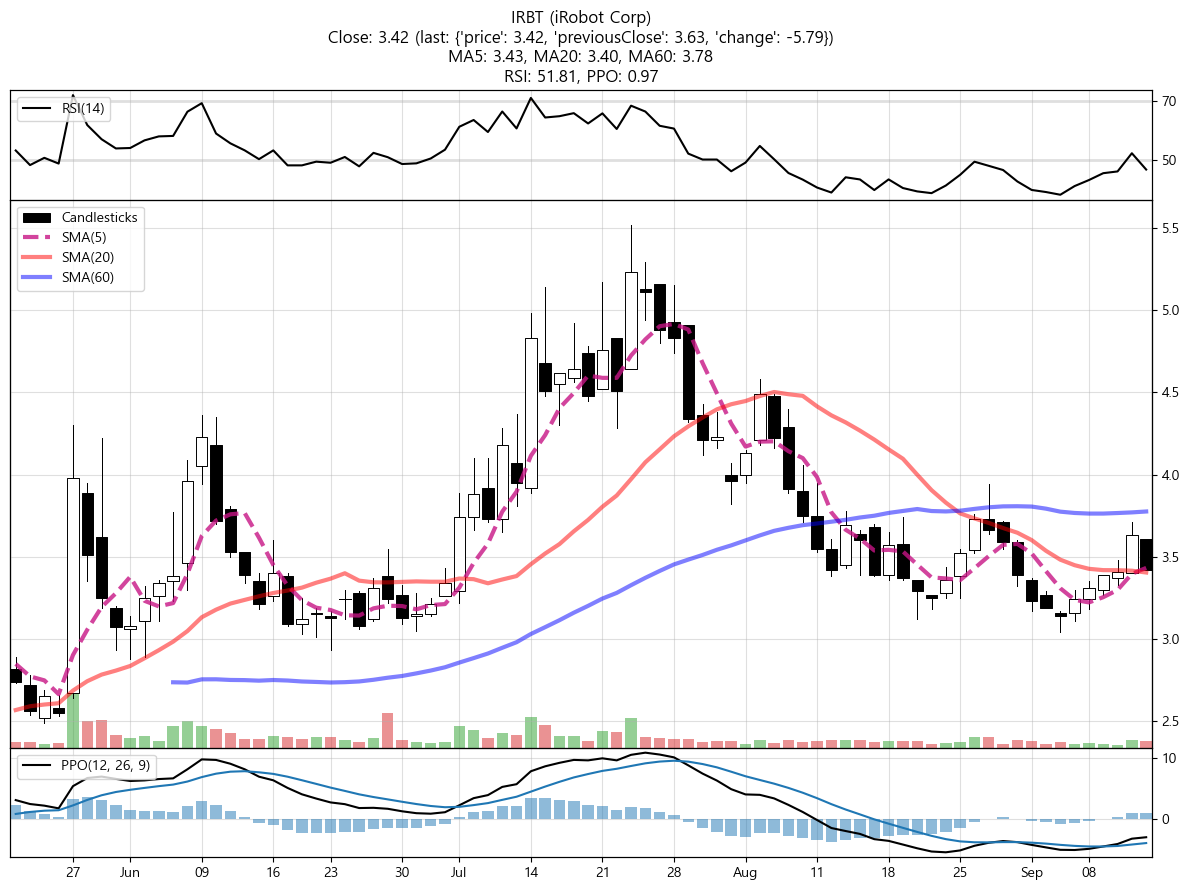 IRBT (iRobot Corp)
Close: 3.42 (last: {'price': 3.42, 'previousClose': 3.63, 'change': -5.79})
MA5: 3.43, MA20: 3.40, MA60: 3.78
RSI: 51.81, PPO: 0.97
RSI(14)
70
50
Candlesticks
SMA(5)
SMA(20)
SMA(60)
5.5
5.0
4.5
4.0
3.5
3.0
2.5
PPO(12, 26, 9)
10
0
27 Jun 09 16 23 30 Jul 14 21 28 Aug 11 18 25 Sep 08